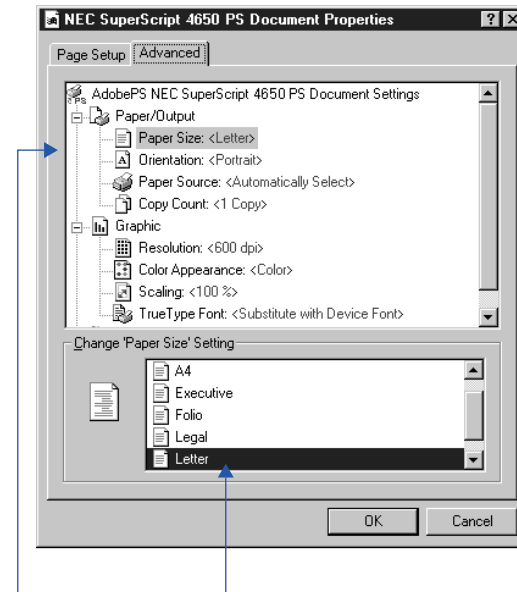 NEC SuperScript 4650 PS Document Properties
Page Setup Advanced
AdobePS NEC SuperScript 4650 PS Document Settings
Paper/Output
Paper Size: <Letter>
Orientation: <Portrait>
Paper Source: <Automatically Select>
Copy Count: <1 Copy>
Graphic
Resolution: <600 dpi>
Color Appearance: <Color>
Scaling: <100 %>
TrueType Font: <Substitute with Device Font>
Change 'Paper Size' Setting
A4
Executive
Folio
Legal
Letter
OK Cancel